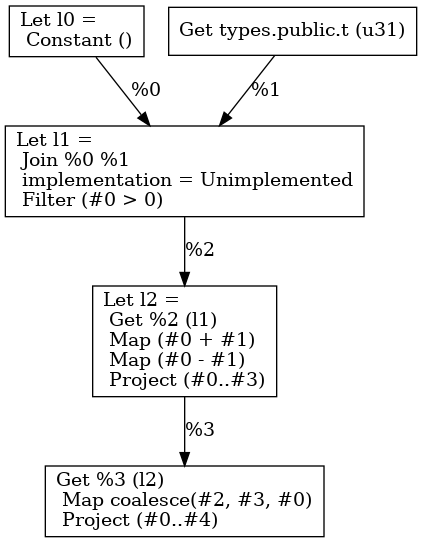 Let l0 =
Constant ()
Get types.public.t (u31)
%0
%1
Let l1 =
Join %0 %1
implementation = Unimplemented
Filter (#0 > 0)
%2
Let l2 =
Get %2 (l1)
Map (#0 + #1)
Map (#0 - #1)
Project (#0..#3)
%3
Get %3 (l2)
Map coalesce(#2, #3, #0)
Project (#0..#4)